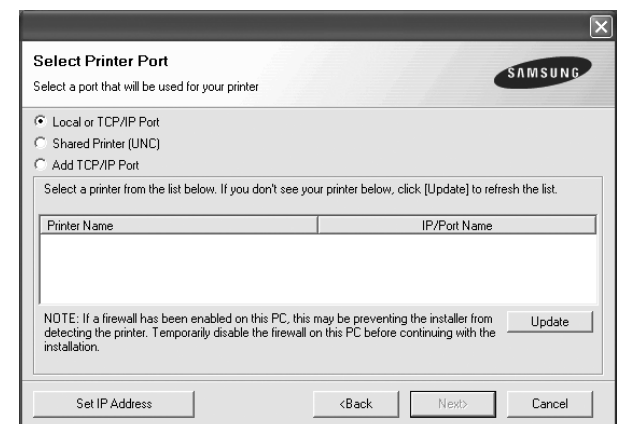 Select Printer Port
Select a port that will be used for your printer
SAMSUNG
Local or TCP/IP Port
Shared Printer (UNC)
Add TCP/IP Port
Select a printer from the list below. If you don't see your printer below, click [Update] to refresh the list.
Printer Name IP/Port Name
NOTE: If a firewall has been enabled on this PC, this may be preventing the installer from
detecting the printer. Temporarily disable the firewall on this PC before continuing with the
installation.
Update
Set IP Address <Back Next> Cancel